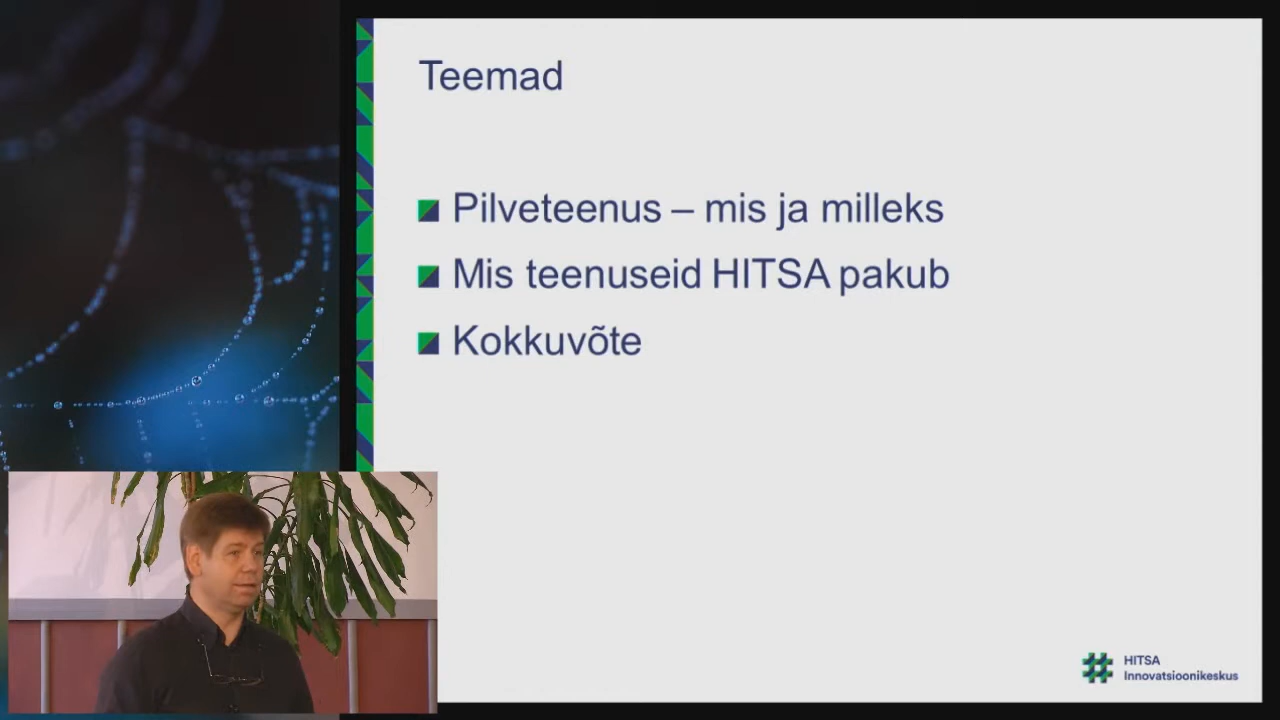 Teemad
Pilveteenus – mis ja milleks
Mis teenuseid HITSA pakub
Kokkuvõte
HITSA
Innovatsioonikeskus